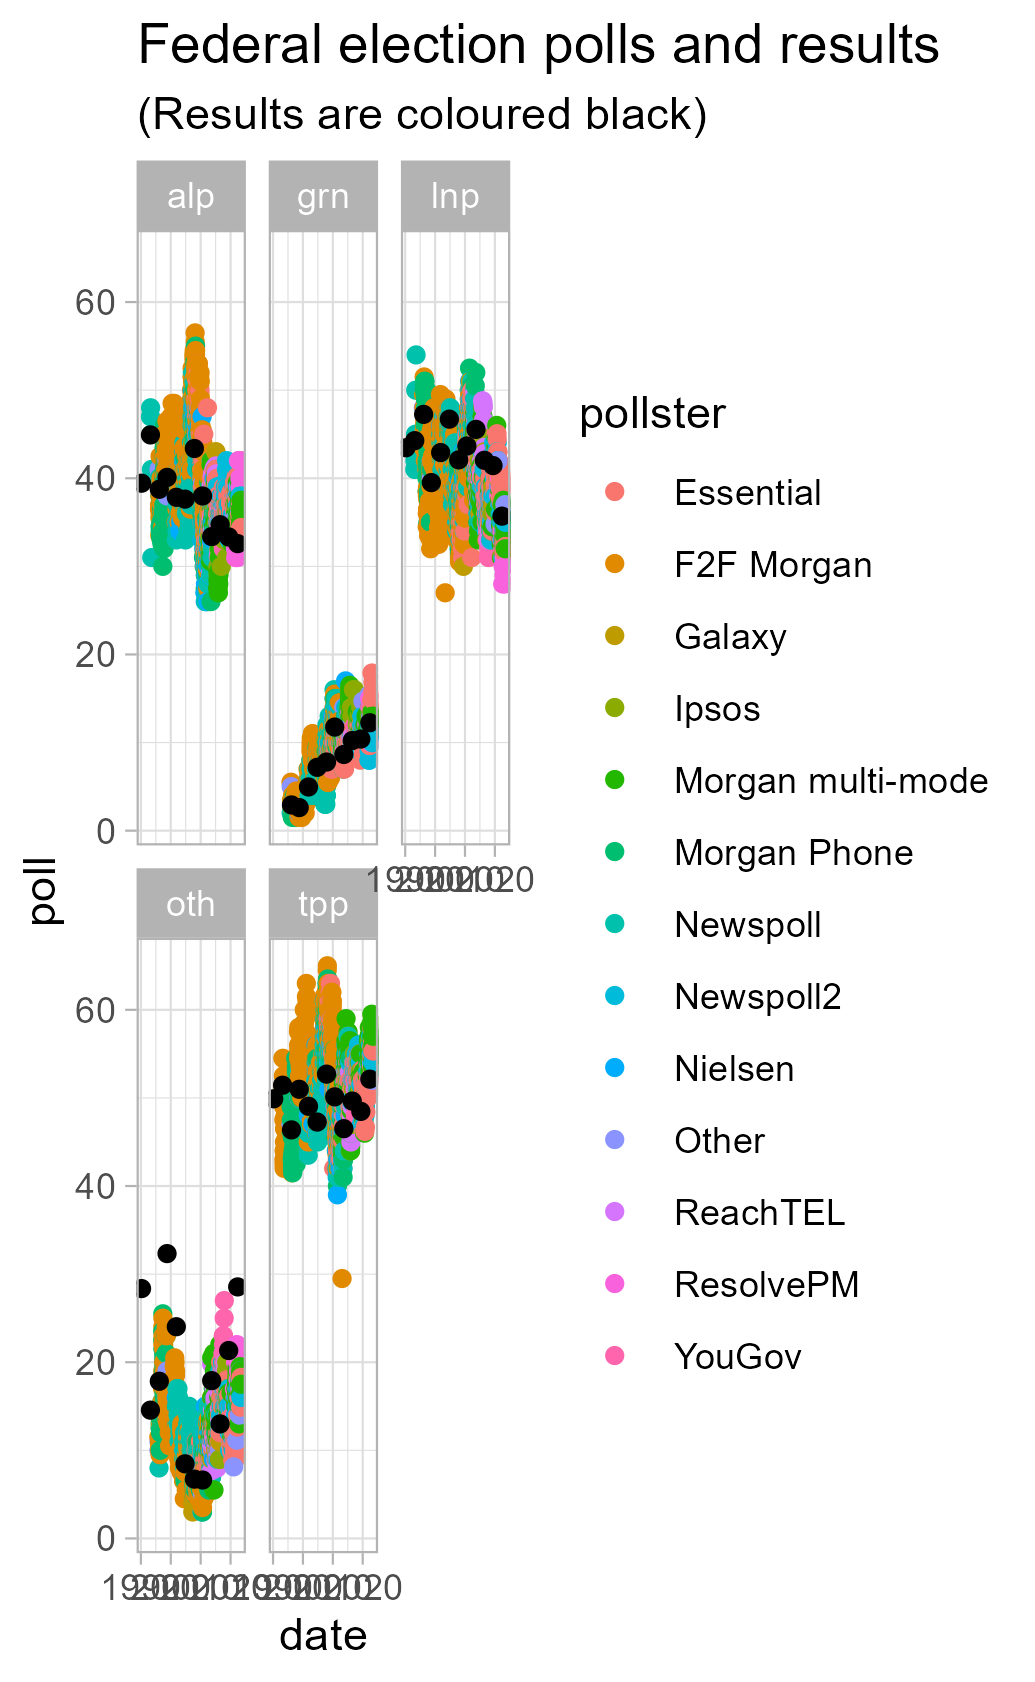 Federal election polls and results
(Results are coloured black)
alp
grn
lnp
60
40
20
0
oth
tpp
60
40
20
0
poll
date
pollster
Essential
F2F Morgan
Galaxy
Ipsos
Morgan multi-mode
Morgan Phone
Newspoll
Newspoll2
Nielsen
Other
ReachTEL
ResolvePM
YouGov